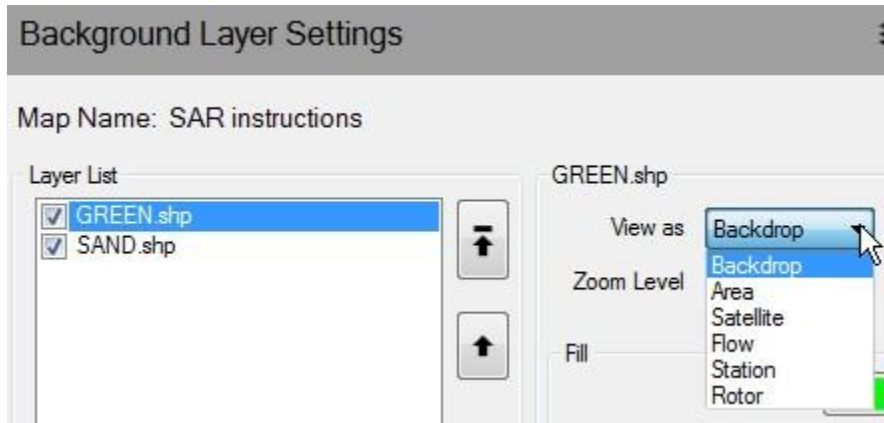 Background Layer Settings
Map Name: SAR instructions
Layer List
GREEN.shp
SAND.shp
GREEN.shp
View as Backdrop
Backdrop
Area
Satellite
Flow
Station
Rotor
Zoom Level
Fill